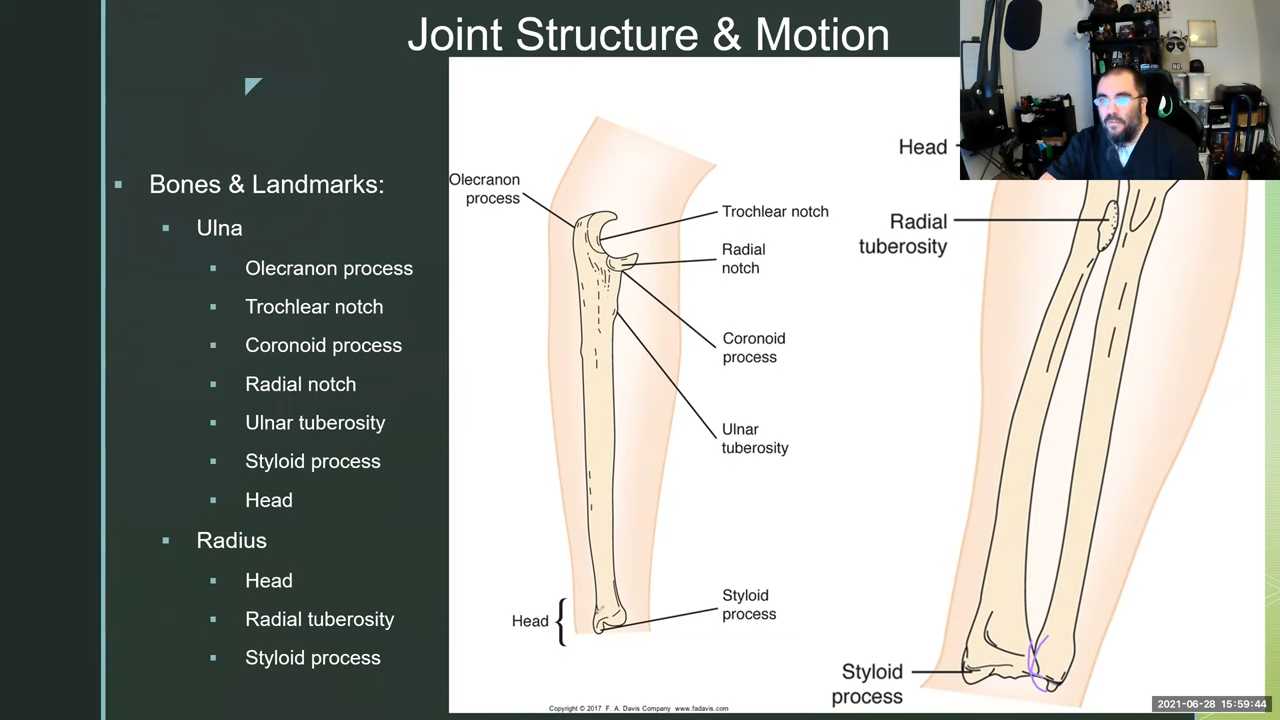 Joint Structure & Motion
Bones & Landmarks:
Ulna
Olecranon process
Trochlear notch
Coronoid process
Radial notch
Ulnar tuberosity
Styloid process
Head
Radius
Head
Radial tuberosity
Styloid process
Olecranon
process
Trochlear notch
Radial
notch
Coronoid
process
Ulnar
tuberosity
Styloid
process
Head
Head
Radial
tuberosity
Styloid
process
Copyright © 2017 F. A. Davis Company www.fadavis.com
2021-06-28 15:59:44